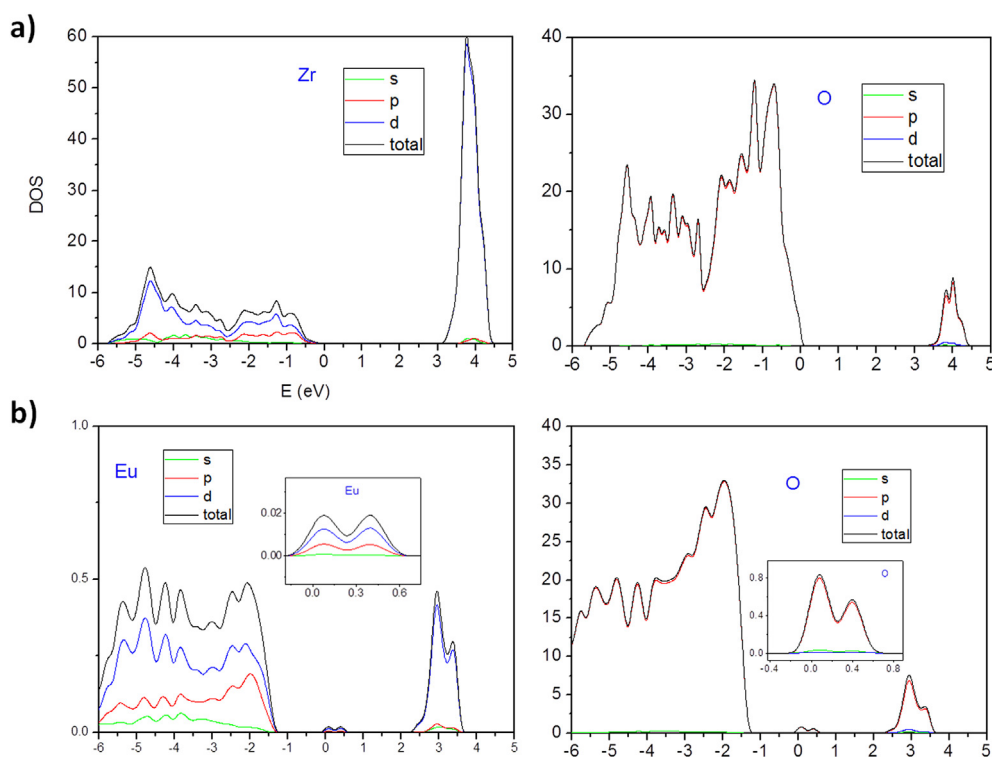 a)
60
50
40
30
20
10
0
DOS
Zr
s
p
d
total
-6 -5 -4 -3 -2 -1 0 1 2 3 4 5
E (eV)
40
30
20
10
0
O
s
p
d
total
-6 -5 -4 -3 -2 -1 0 1 2 3 4 5
b)
1.0
0.5
0.0
Eu
s
p
d
total
Eu
0.02
0.00
0.0 0.3 0.6
-6 -5 -4 -3 -2 -1 0 1 2 3 4 5
40
35
30
25
20
15
10
5
0
O
s
p
d
total
O
0.8
0.4
0.0
-0.4 0.0 0.4 0.8
-6 -5 -4 -3 -2 -1 0 1 2 3 4 5